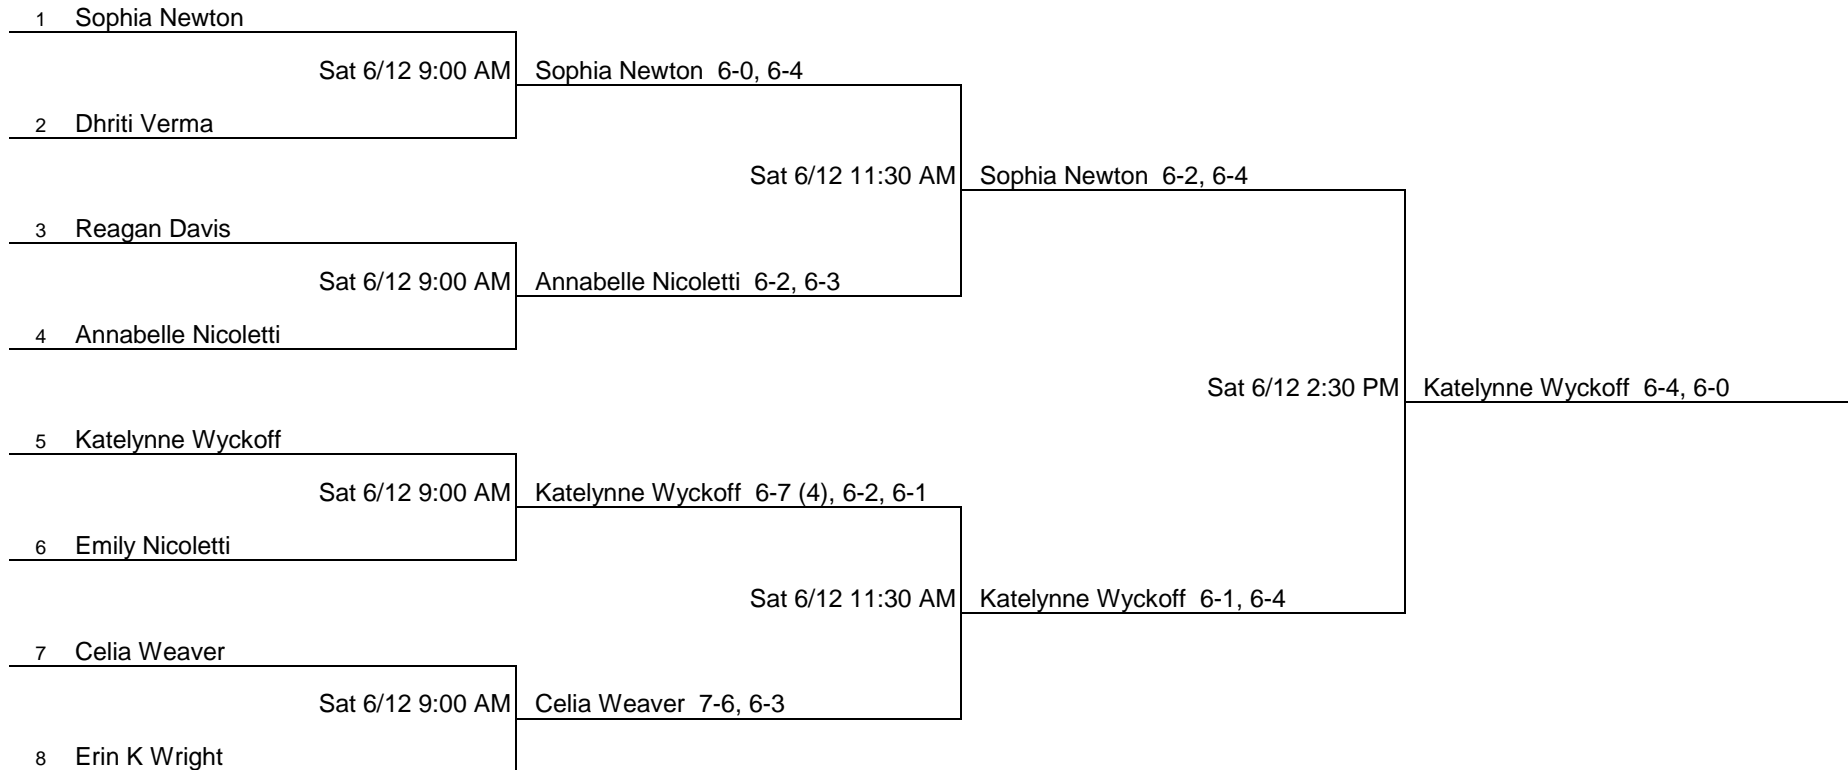 1 Sophia Newton
Sat 6/12 9:00 AM Sophia Newton 6-0, 6-4
2 Dhriti Verma
Sat 6/12 11:30 AM Sophia Newton 6-2, 6-4
3 Reagan Davis
Sat 6/12 9:00 AM Annabelle Nicoletti 6-2, 6-3
4 Annabelle Nicoletti
Sat 6/12 2:30 PM Katelynne Wyckoff 6-4, 6-0
5 Katelynne Wyckoff
Sat 6/12 9:00 AM Katelynne Wyckoff 6-7 (4), 6-2, 6-1
6 Emily Nicoletti
Sat 6/12 11:30 AM Katelynne Wyckoff 6-1, 6-4
7 Celia Weaver
Sat 6/12 9:00 AM Celia Weaver 7-6, 6-3
8 Erin K Wright